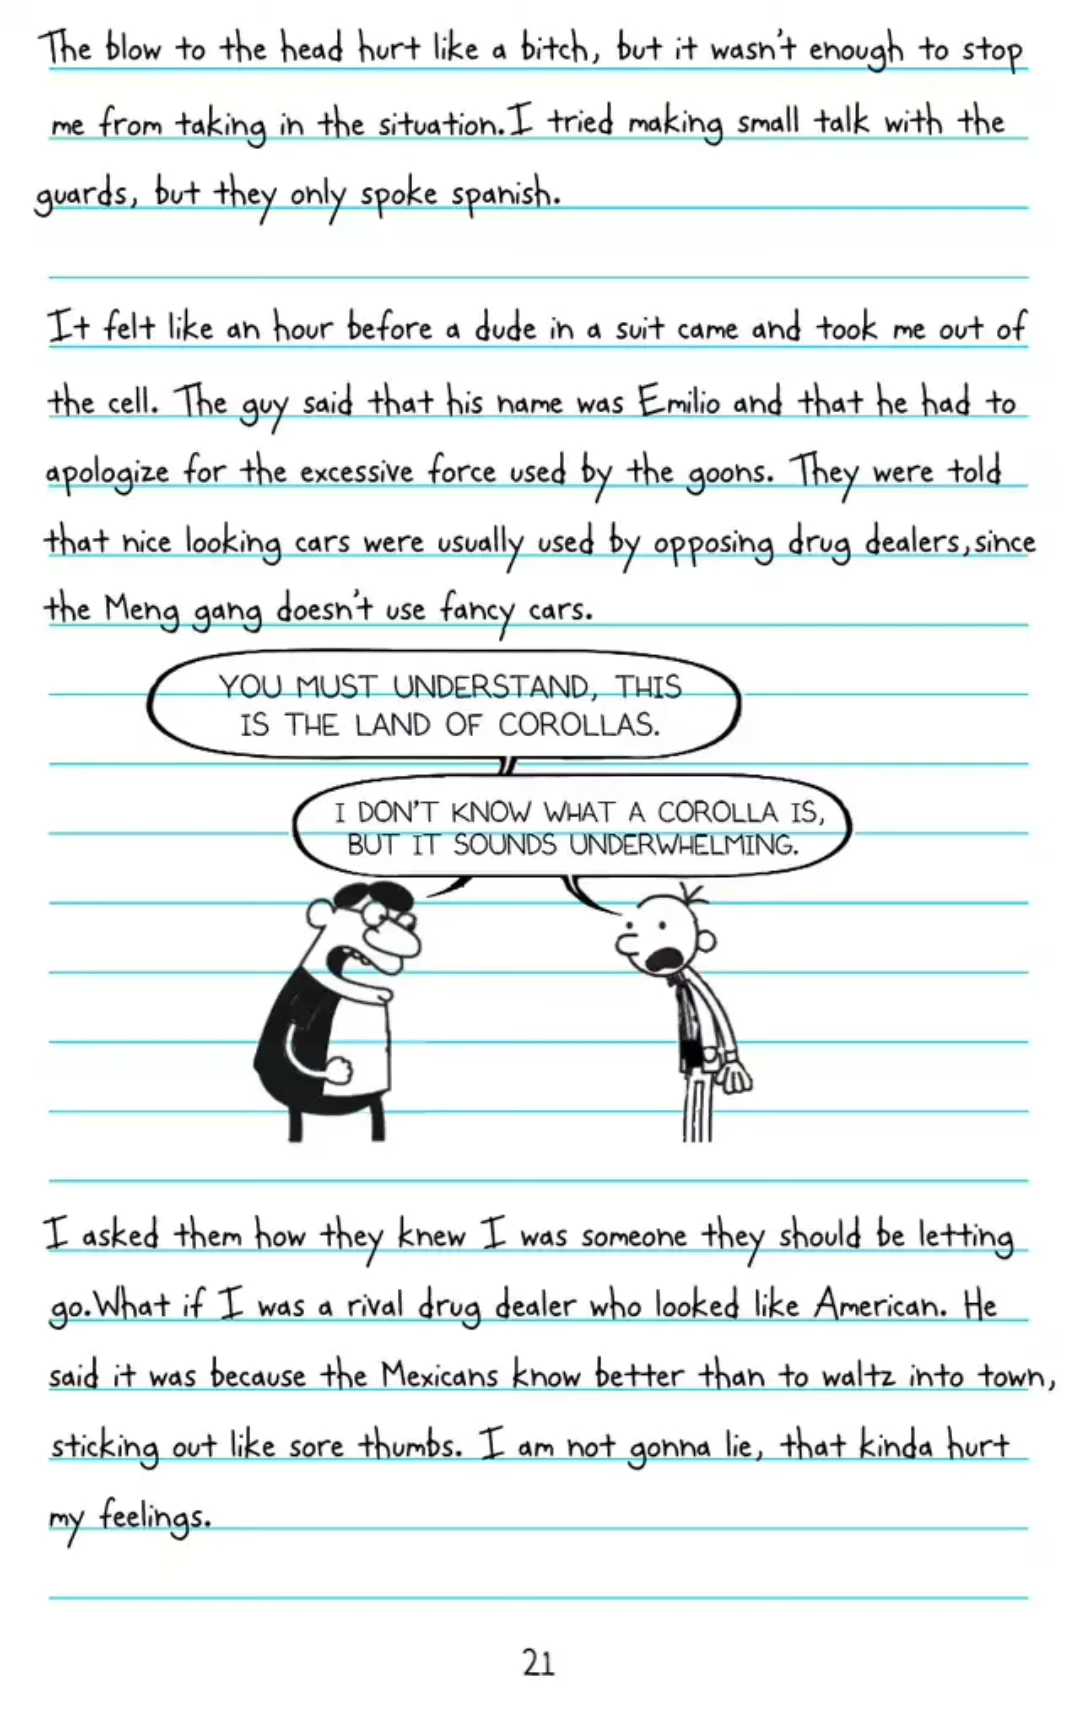 The blow to the head hurt like a bitch, but it wasn't enough to stop
me from taking in the situation. I tried making small talk with the
guards, but they only spoke spanish.
It felt like an hour before a dude in a suit came and took me out of
the cell. The guy said that his name was Emilio and that he had to
apologize for the excessive force used by the goons. They were told
that nice looking cars were usually used by opposing drug dealers, since
the Meng gang doesn't use fancy cars.
YOU MUST UNDERSTAND, THIS
IS THE LAND OF COROLLAS.
I DON'T KNOW WHAT A COROLLA IS,
BUT IT SOUNDS UNDERWHELMING.
I asked them how they knew I was someone they should be letting
go. What if I was a rival drug dealer who looked like American. He
said it was because the Mexicans know better than to waltz into town,
sticking out like sore thumbs. I am not gonna lie, that kinda hurt
my feelings.
21